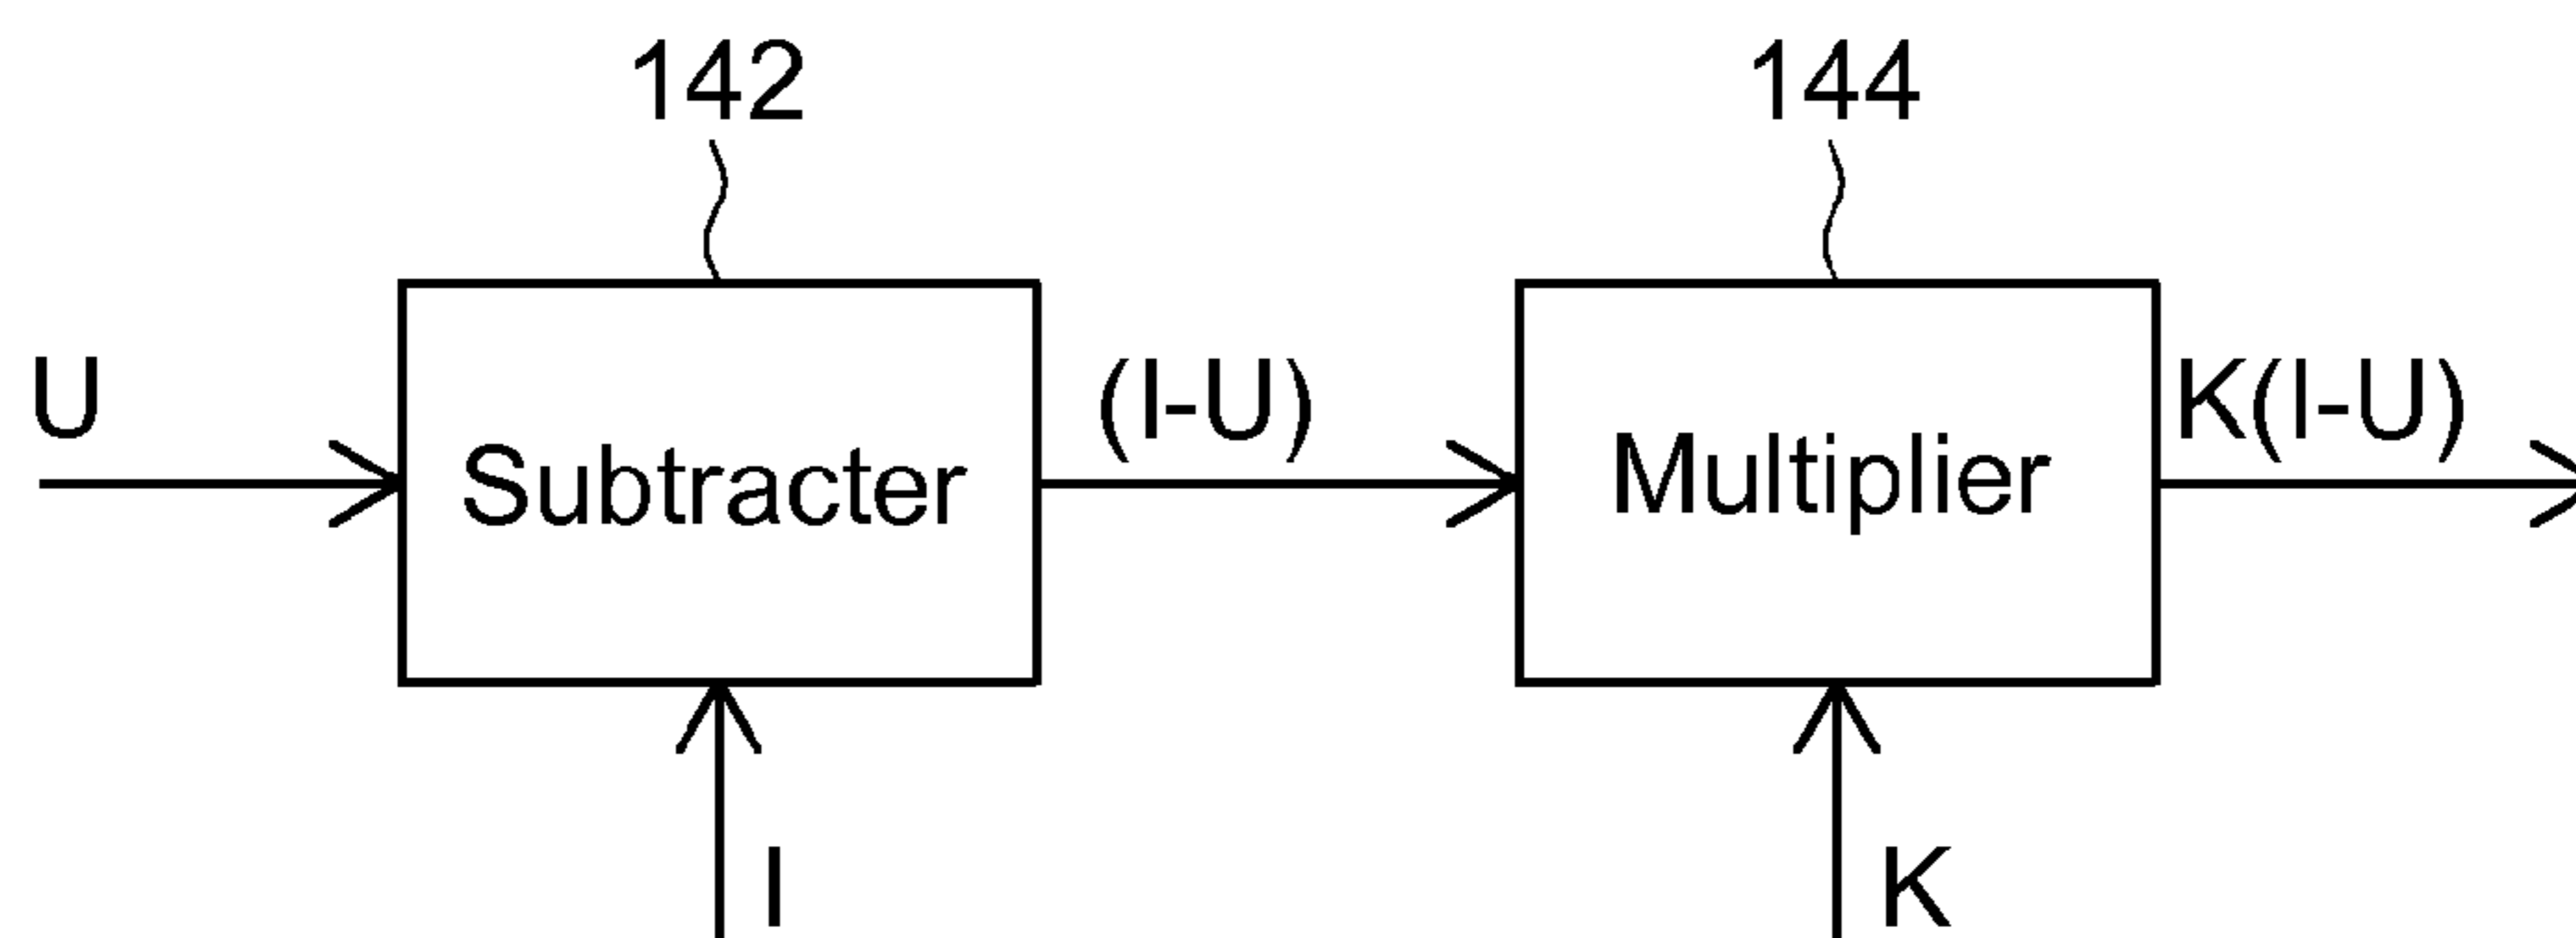 142
144
U
(I-U)
K(I-U)
Subtracter
Multiplier
I
K